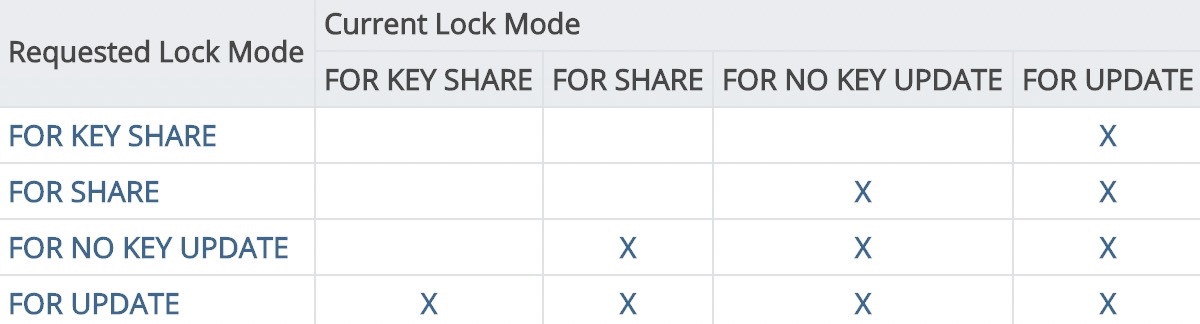 Requested Lock Mode
Current Lock Mode
FOR KEY SHARE FOR SHARE FOR NO KEY UPDATE FOR UPDATE
FOR KEY SHARE X
FOR SHARE X X
FOR NO KEY UPDATE X X X
FOR UPDATE X X X X